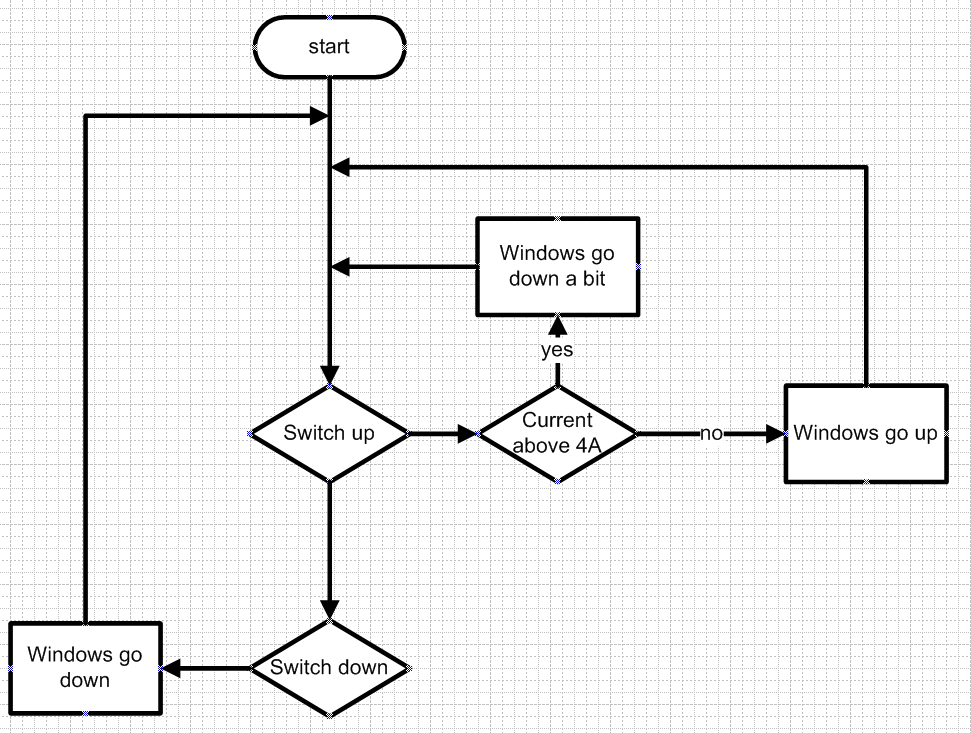 start
Windows go
down a bit
yes
Switch up
Current
above 4A
no
Windows go up
Windows go
down
Switch down